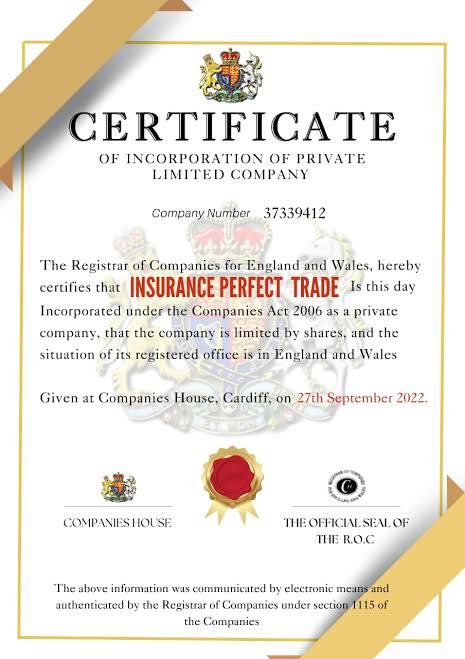 CERTIFICATE
OF INCORPORATION OF PRIVATE
LIMITED COMPANY
Company Number 37339412
The Registrar of Companies for England and Wales, hereby
certifies that INSURANCE PERFECT TRADE Is this day
Incorporated under the Companies Act 2006 as a private
company, that the company is limited by shares, and the
situation of its registered office is in England and Wales
Given at Companies House, Cardiff, on 27th September 2022.
COMPANIES HOUSE
THE OFFICIAL SEAL OF
THE R.O.C
The above information was communicated by electronic means and
authenticated by the Registrar of Companies under section 1115 of
the Companies